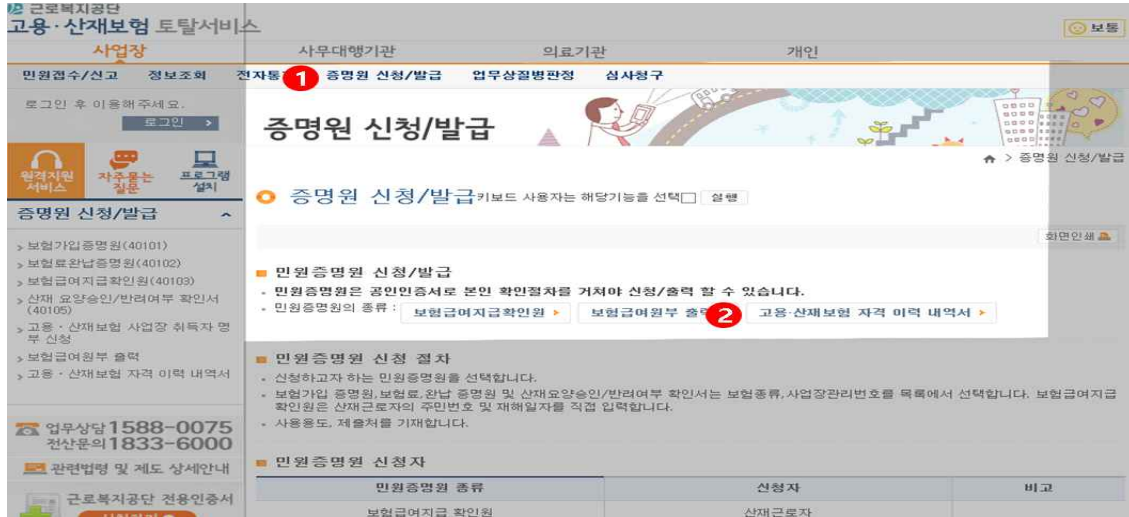 근로복지공단
고용·산재보험 토탈서비스
보통
사업장 사무대행기관 의료기관 개인
민원접수/신고 정보조회 전자통 1 증명원 신청/발급 업무상질병판정 심사청구
로그인 후 이용해주세요.
로그인 >
원격지원 서비스
자주묻는 질문
프로그램 설치
증명원 신청/발급
> 보험가입증명원(40101)
> 보험료완납증명원(40102)
> 보험급여지급확인원(40103)
> 산재 요양승인/반려여부 확인서
(40105)
> 고용·산재보험 사업장 취득자 명
부 신청
> 보험급여원부 출력
> 고용·산재보험 자격 이력 내역서
업무상담 1588-0075
전산문의 1833-6000
관련법령 및 제도 상세안내
근로복지공단 전용인증서
증명원 신청/발급
> 증명원 신청/발급
증명원 신청/발급 키보드 사용자는 해당기능을 선택 실행
화면인쇄
민원증명원 신청/발급
민원증명원은 공인인증서로 본인 확인절차를 거쳐야 신청/출력 할 수 있습니다.
민원증명원의 종류 : 보험급여지급확인원 보험급여원부 출 2 고용·산재보험 자격 이력 내역서
민원증명원 신청 절차
신청하고자 하는 민원증명원을 선택합니다.
보험가입 증명원,보험료,완납 증명원 및 산재요양승인/반려여부 확인서는 보험종류,사업장관리번호를 목록에서 선택합니다. 보험급여지급
확인원은 산재근로자의 주민번호 및 재해일자를 직접 입력합니다.
사용용도, 제출처를 기재합니다.
민원증명원 신청자
민원증명원 종류 신청자 비고
보험급여지급 확인원 산재근로자